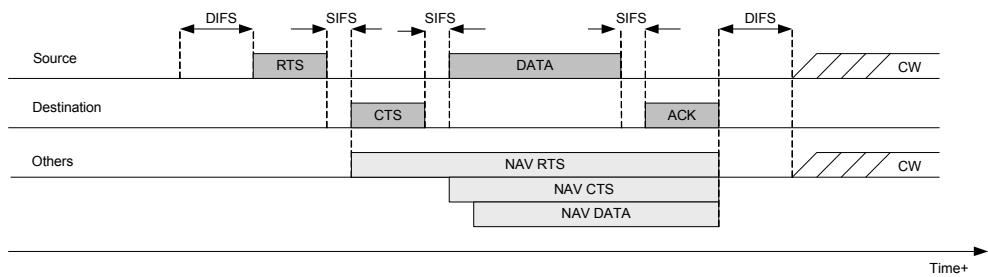 DIFS SIFS SIFS SIFS DIFS
Source RTS DATA CW
Destination CTS ACK
Others NAV RTS CW
NAV CTS
NAV DATA
Time+